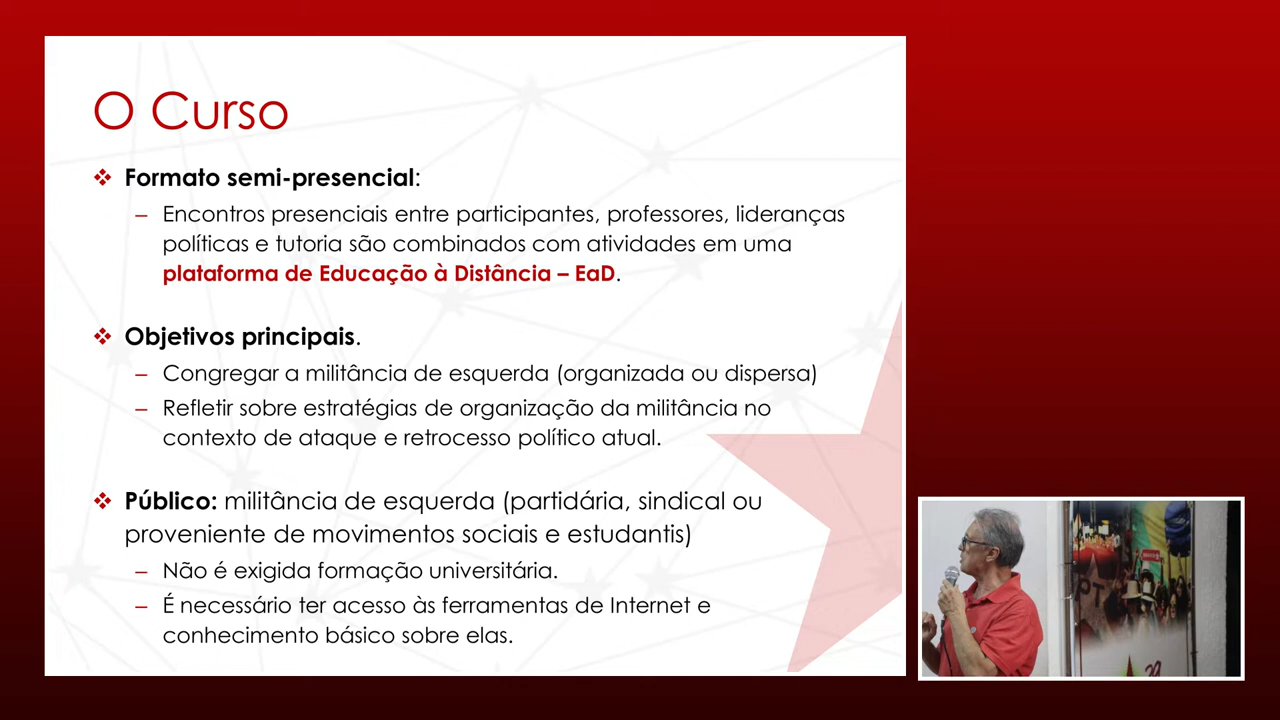 O Curso
❖ Formato semi-presencial:
– Encontros presenciais entre participantes, professores, lideranças
políticas e tutoria são combinados com atividades em uma
plataforma de Educação à Distância – EaD.
❖ Objetivos principais.
– Congregar a militância de esquerda (organizada ou dispersa)
– Refletir sobre estratégias de organização da militância no
contexto de ataque e retrocesso político atual.
❖ Público: militância de esquerda (partidária, sindical ou
proveniente de movimentos sociais e estudantis)
– Não é exigida formação universitária.
– É necessário ter acesso às ferramentas de Internet e
conhecimento básico sobre elas.
PT